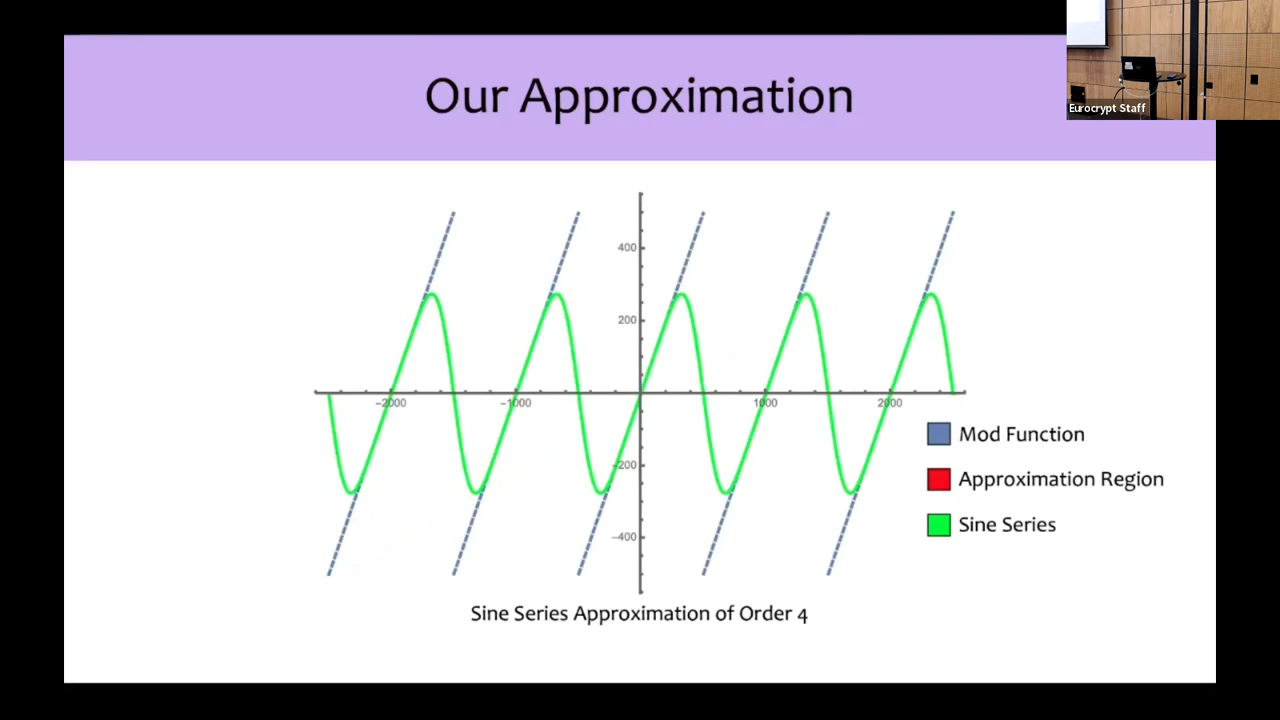 Our Approximation
Eurocrypt Staff
400
200
-2000
-1000
1000
2000
-200
-400
Mod Function
Approximation Region
Sine Series
Sine Series Approximation of Order 4